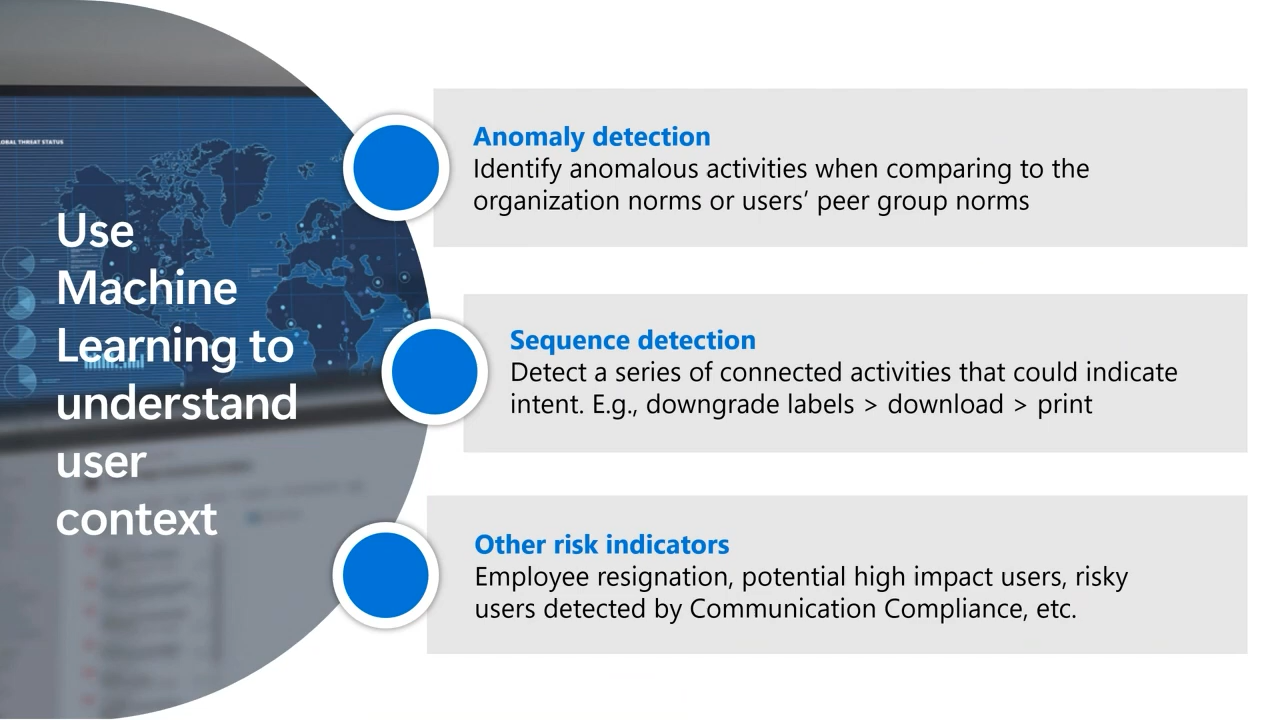 OBAL THREAT STATUS
Use
Machine
Learning to
understand
user
context
Anomaly detection
Identify anomalous activities when comparing to the
organization norms or users’ peer group norms
Sequence detection
Detect a series of connected activities that could indicate
intent. E.g., downgrade labels > download > print
Other risk indicators
Employee resignation, potential high impact users, risky
users detected by Communication Compliance, etc.